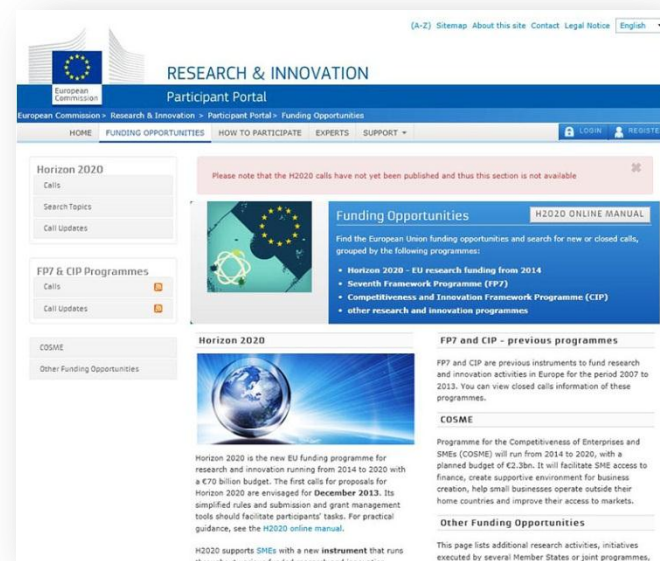 (A-Z) Sitemap About this site Contact Legal Notice English
European
Commission
RESEARCH & INNOVATION
Participant Portal
European Commission > Research & Innovation > Participant Portal > Funding Opportunities
HOME FUNDING OPPORTUNITIES HOW TO PARTICIPATE EXPERTS SUPPORT
LOGIN REGISTE
Horizon 2020
Calls
Search Topics
Call Updates
FP7 & CIP Programmes
Calls
Call Updates
COSME
Other Funding Opportunities
Please note that the H2020 calls have not yet been published and thus this section is not available
Funding Opportunities
H2020 ONLINE MANUAL
Find the European Union funding opportunities and search for new or closed calls,
grouped by the following programmes:
• Horizon 2020 - EU research funding from 2014
• Seventh Framework Programme (FP7)
• Competitiveness and Innovation Framework Programme (CIP)
• other research and innovation programmes
Horizon 2020
Horizon 2020 is the new EU funding programme for
research and innovation running from 2014 to 2020 with
a €70 billion budget. The first calls for proposals for
Horizon 2020 are envisaged for December 2013. Its
simplified rules and submission and grant management
tools should facilitate participants' tasks. For practical
guidance, see the H2020 online manual.
H2020 supports SMEs with a new instrument that runs
FP7 and CIP - previous programmes
FP7 and CIP are previous instruments to fund research
and innovation activities in Europe for the period 2007 to
2013. You can view closed calls information of these
programmes.
COSME
Programme for the Competitiveness of Enterprises and
SMEs (COSME) will run from 2014 to 2020, with a
planned budget of €2.3bn. It will facilitate SME access to
finance, create supportive environment for business
creation, help small businesses operate outside their
home countries and improve their access to markets.
Other Funding Opportunities
This page lists additional research activities, initiatives
executed by several Member States or joint programmes,